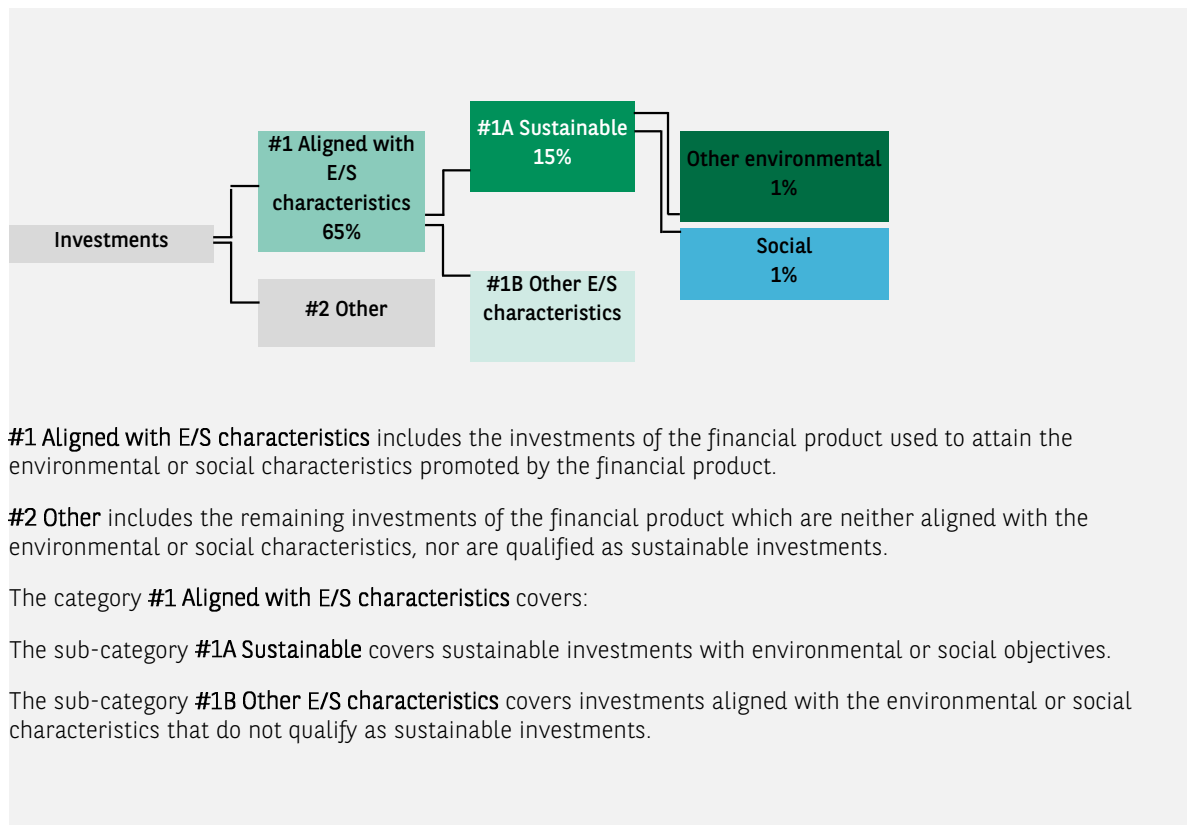 #1A Sustainable
15%
#1 Aligned with
E/S
characteristics
65%
Other environmental
1%
Investments
Social
1%
#1B Other E/S
characteristics
#2 Other
#1 Aligned with E/S characteristics includes the investments of the financial product used to attain the
environmental or social characteristics promoted by the financial product.
#2 Other includes the remaining investments of the financial product which are neither aligned with the
environmental or social characteristics, nor are qualified as sustainable investments.
The category #1 Aligned with E/S characteristics covers:
The sub-category #1A Sustainable covers sustainable investments with environmental or social objectives.
The sub-category #1B Other E/S characteristics covers investments aligned with the environmental or social
characteristics that do not qualify as sustainable investments.